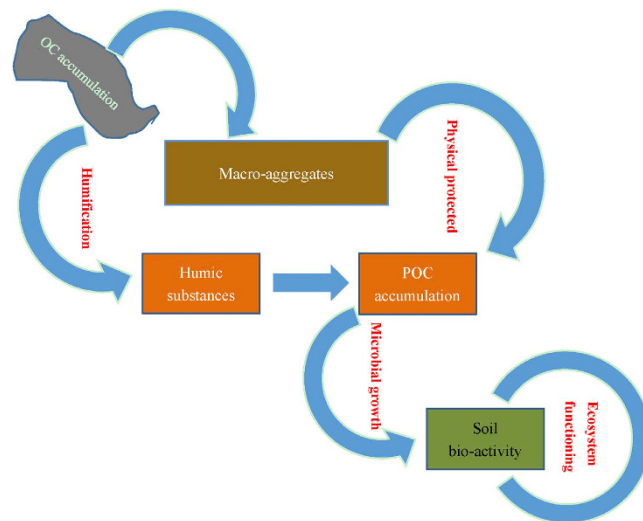 OC accumulation
Macro-aggregates
Physical protected
Humification
Humic
substances
POC
accumulation
Microbial growth
Soil
bio-activity
Ecosystem
functioning